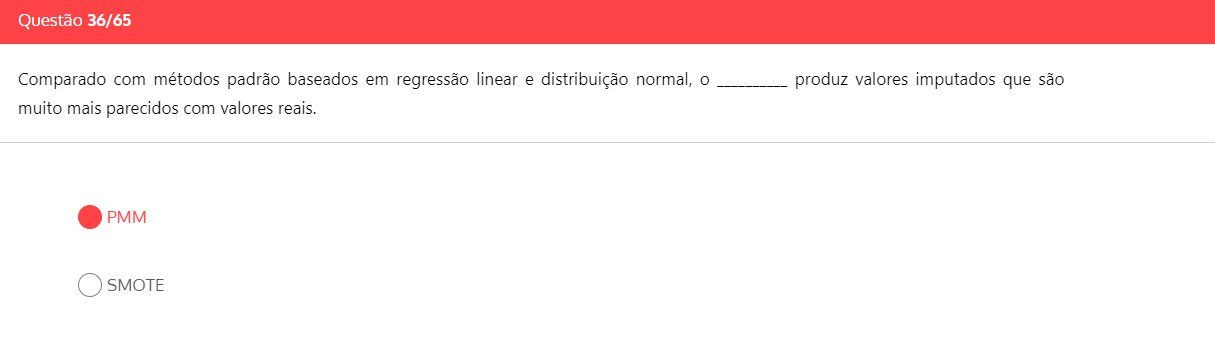 Questão 36/65
Comparado com métodos padrão baseados em regressão linear e distribuição normal, o __________ produz valores imputados que são
muito mais parecidos com valores reais.
PMM
SMOTE